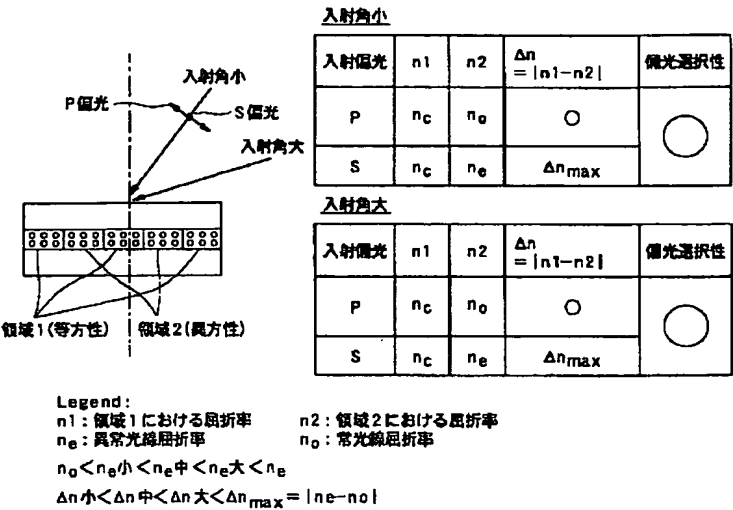 入射角小
P偏光
S偏光
入射角大
領域1(等方性)
領域2(異方性)
入射角小
入射偏光 n1 n2 Δn =|n1-n2| 偏光選択性
P nc no ○ ○
S nc ne Δnmax
入射角大
入射偏光 n1 n2 Δn =|n1-n2| 偏光選択性
P nc no ○ ○
S nc ne Δnmax
Legend:
n1:領域1における屈折率 n2:領域2における屈折率
ne:異常光線屈折率 no:常光線屈折率
no<ne小<ne中<ne大<ne
Δn小<Δn中<Δn大<Δnmax=|ne-no|